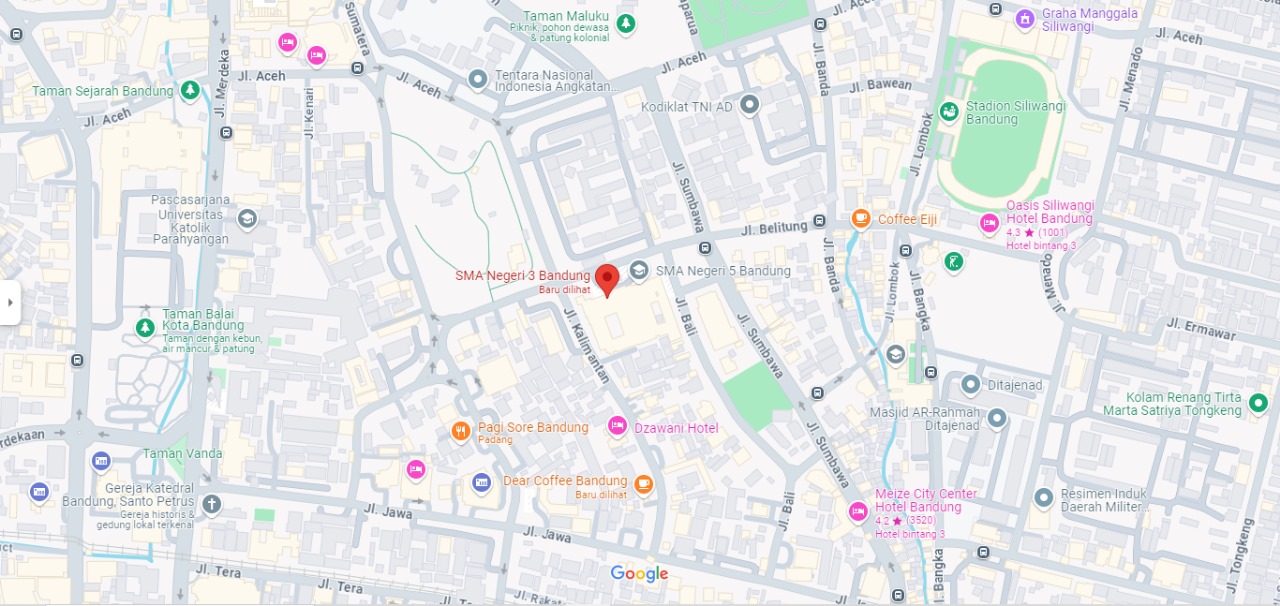 Taman Maluku
Piknik, pohon dewasa
& patung kolonial
Graha Manggala
Siliwangi
Jl. Aceh
Jl. Aceh
Jl. Aceh
Jl. Aceh
Jl. Aceh
Jl. Aceh
Sumatera
Jl. Merdeka
Jl. Kenari
Jl. Banda
Jl. Bawean
Jl. Menado
Taman Sejarah Bandung
Tentara Nasional
Indonesia Angkatan...
Kodiklat TNI AD
Stadion Siliwangi
Bandung
Jl. Lombok
Jl. Sumbawa
Pascasarjana
Universitas
Katolik
Parahyangan
Oasis Siliwangi
Hotel Bandung
4.3 ★ (1001)
Hotel bintang 3
Coffee Eiji
Jl. Belitung
Jl. Banda
Jl. Lombok
Jl. Bangka
Jl. Menado
SMA Negeri 3 Bandung
Baru dilihat
SMA Negeri 5 Bandung
Jl. Kalimantan
Jl. Bali
Jl. Sumbawa
Jl. Ermawar
Taman Balai
Kota Bandung
Taman dengan kebun,
air mancur & patung
Ditajenad
Masjid AR-Rahman
Ditajenad
Kolam Renang Tirta
Marta Satriya Tongkeng
Pagi Sore Bandung
Padang
Dzawani Hotel
rdekaan
Taman Vanda
Jl. Sumbawa
Dear Coffee Bandung
Baru dilihat
Gereja Katedral
Bandung, Santo Petrus
Gereja historis &
gedung lokal terkenal
Meize City Center
Hotel Bandung
4.2 ★ (3520)
Hotel bintang 3
Resimen Induk
Daerah Militer...
Jl. Jawa
Jl. Jawa
Jl. Bali
Jl. Tongkeng
uct
Jl. Tera
Jl. Tera
Google
Jl. Bangka